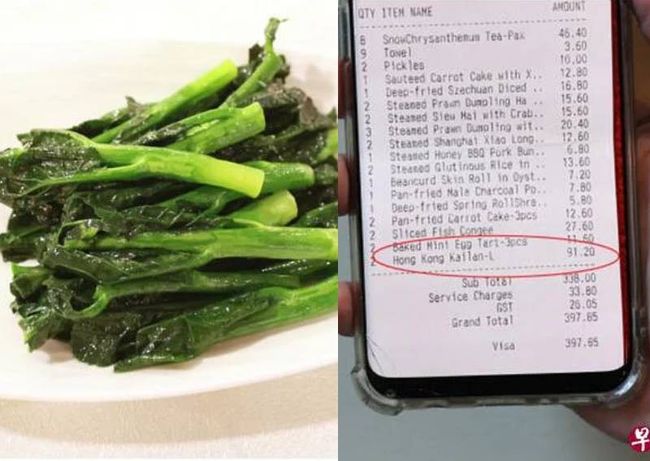 QTY ITEM NAME AMOUNT
8 SnowChrysanthemum Tea-Pax 46.40
9 Towel 3.60
2 Pickles 10.00
1 Sauteed Carrot Cake with X.. 12.80
1 Deep-fried Szechuan Diced .. 16.80
2 Steamed Prawn Dumpling Ha .. 15.60
2 Steamed Siew Mai with Crab.. 15.60
3 Steamed Prawn Dumpling wit.. 20.40
2 Steamed Shanghai Xiao Long.. 12.60
1 Steamed Honey BBQ Pork Bun.. 6.80
2 Steamed Glutinous Rice in .. 13.60
1 Beancurd Skin Roll in Oyst.. 7.20
1 Pan-fried Male Charcoal Po.. 7.80
1 Deep-fried Spring RollShra.. 5.80
2 Pan-fried Carrot Cake-3pcs 12.60
2 Sliced Fish Congee 27.60
2 Baked Mini Egg Tart-3pcs 11.60
Hong Kong Kailan-L 91.20
Sub Total 338.00
Service Charges 33.80
GST 26.05
Grand Total 397.85
Visa 397.85
早